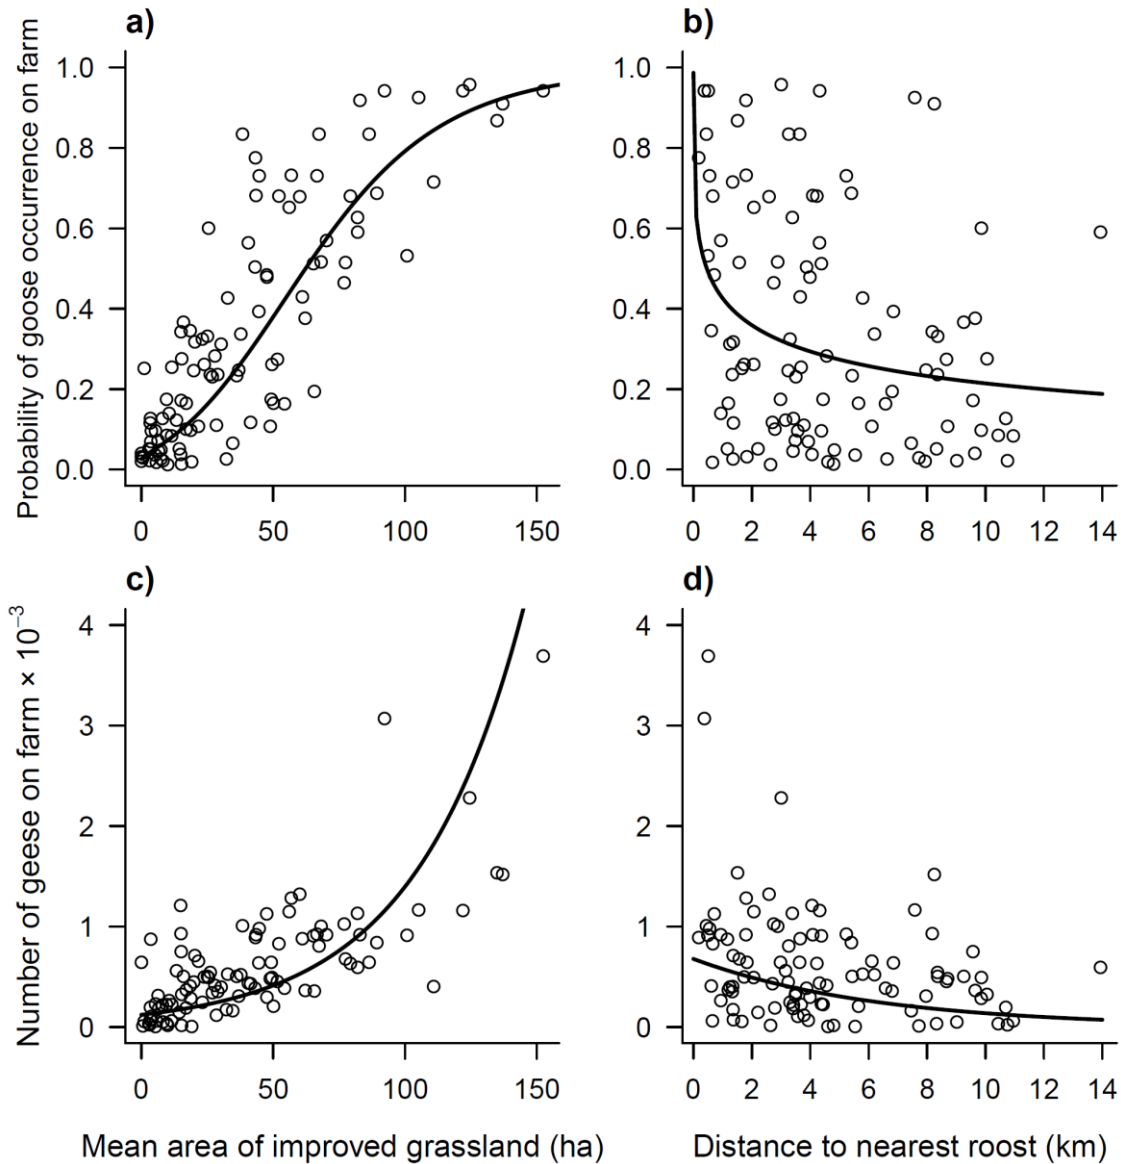 a)
Probability of goose occurrence on farm
1.0
0.8
0.6
0.4
0.2
0.0
0 50 100 150
b)
1.0
0.8
0.6
0.4
0.2
0.0
0 2 4 6 8 10 12 14
c)
Number of geese on farm × 10⁻³
4
3
2
1
0
0 50 100 150
Mean area of improved grassland (ha)
d)
4
3
2
1
0
0 2 4 6 8 10 12 14
Distance to nearest roost (km)